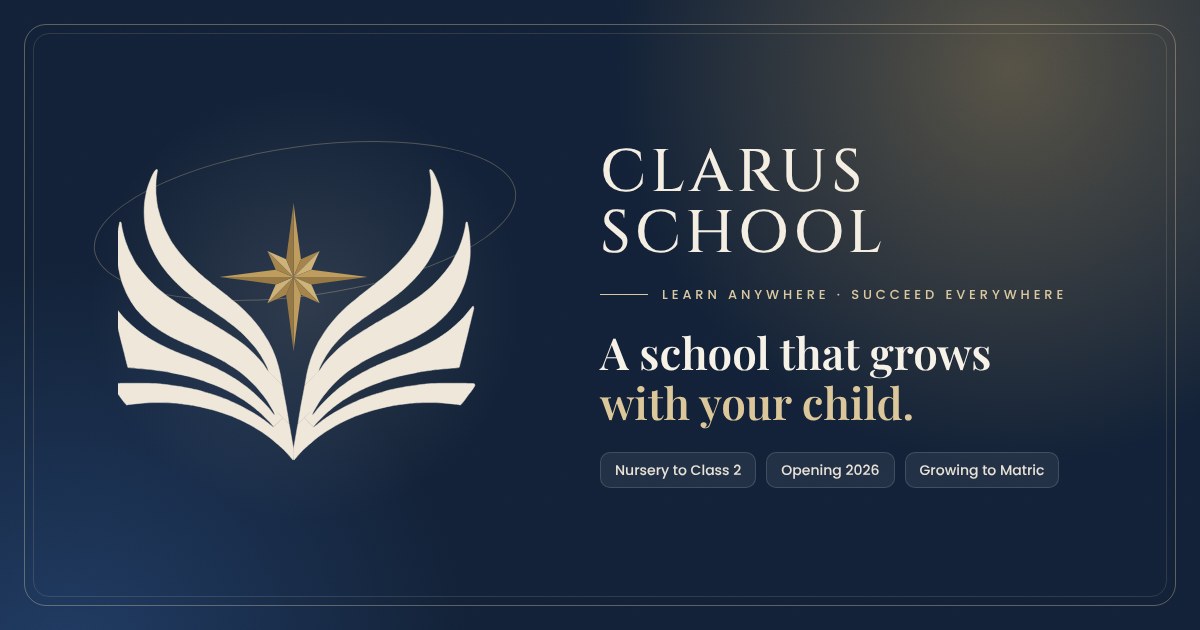 CLARUS
SCHOOL
LEARN ANYWHERE · SUCCEED EVERYWHERE
A school that grows
with your child.
Nursery to Class 2
Opening 2026
Growing to Matric